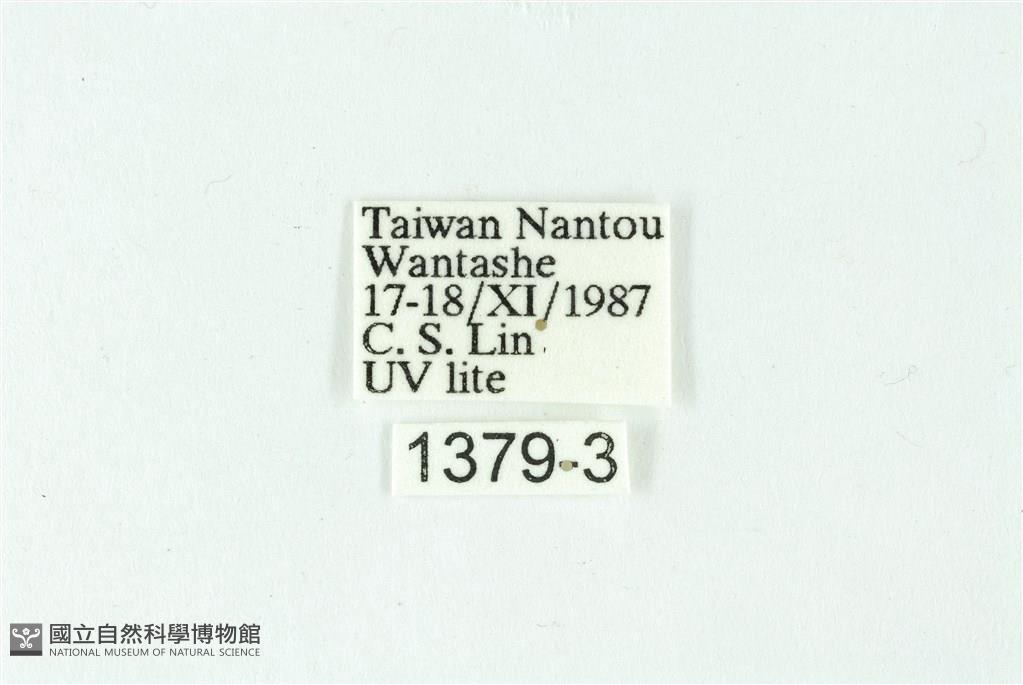 Taiwan Nantou
Wantashe
17-18/XI/1987
C. S. Lin
UV lite
1379-3
國立自然科學博物館
NATIONAL MUSEUM OF NATURAL SCIENCE